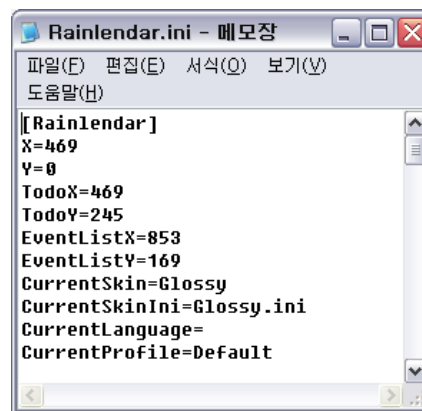 Rainlendar.ini - 메모장
파일(F) 편집(E) 서식(O) 보기(V)
도움말(H)
[Rainlendar]
X=469
Y=0
TodoX=469
TodoY=245
EventListX=853
EventListY=169
CurrentSkin=Glossy
CurrentSkinIni=Glossy.ini
CurrentLanguage=
CurrentProfile=Default